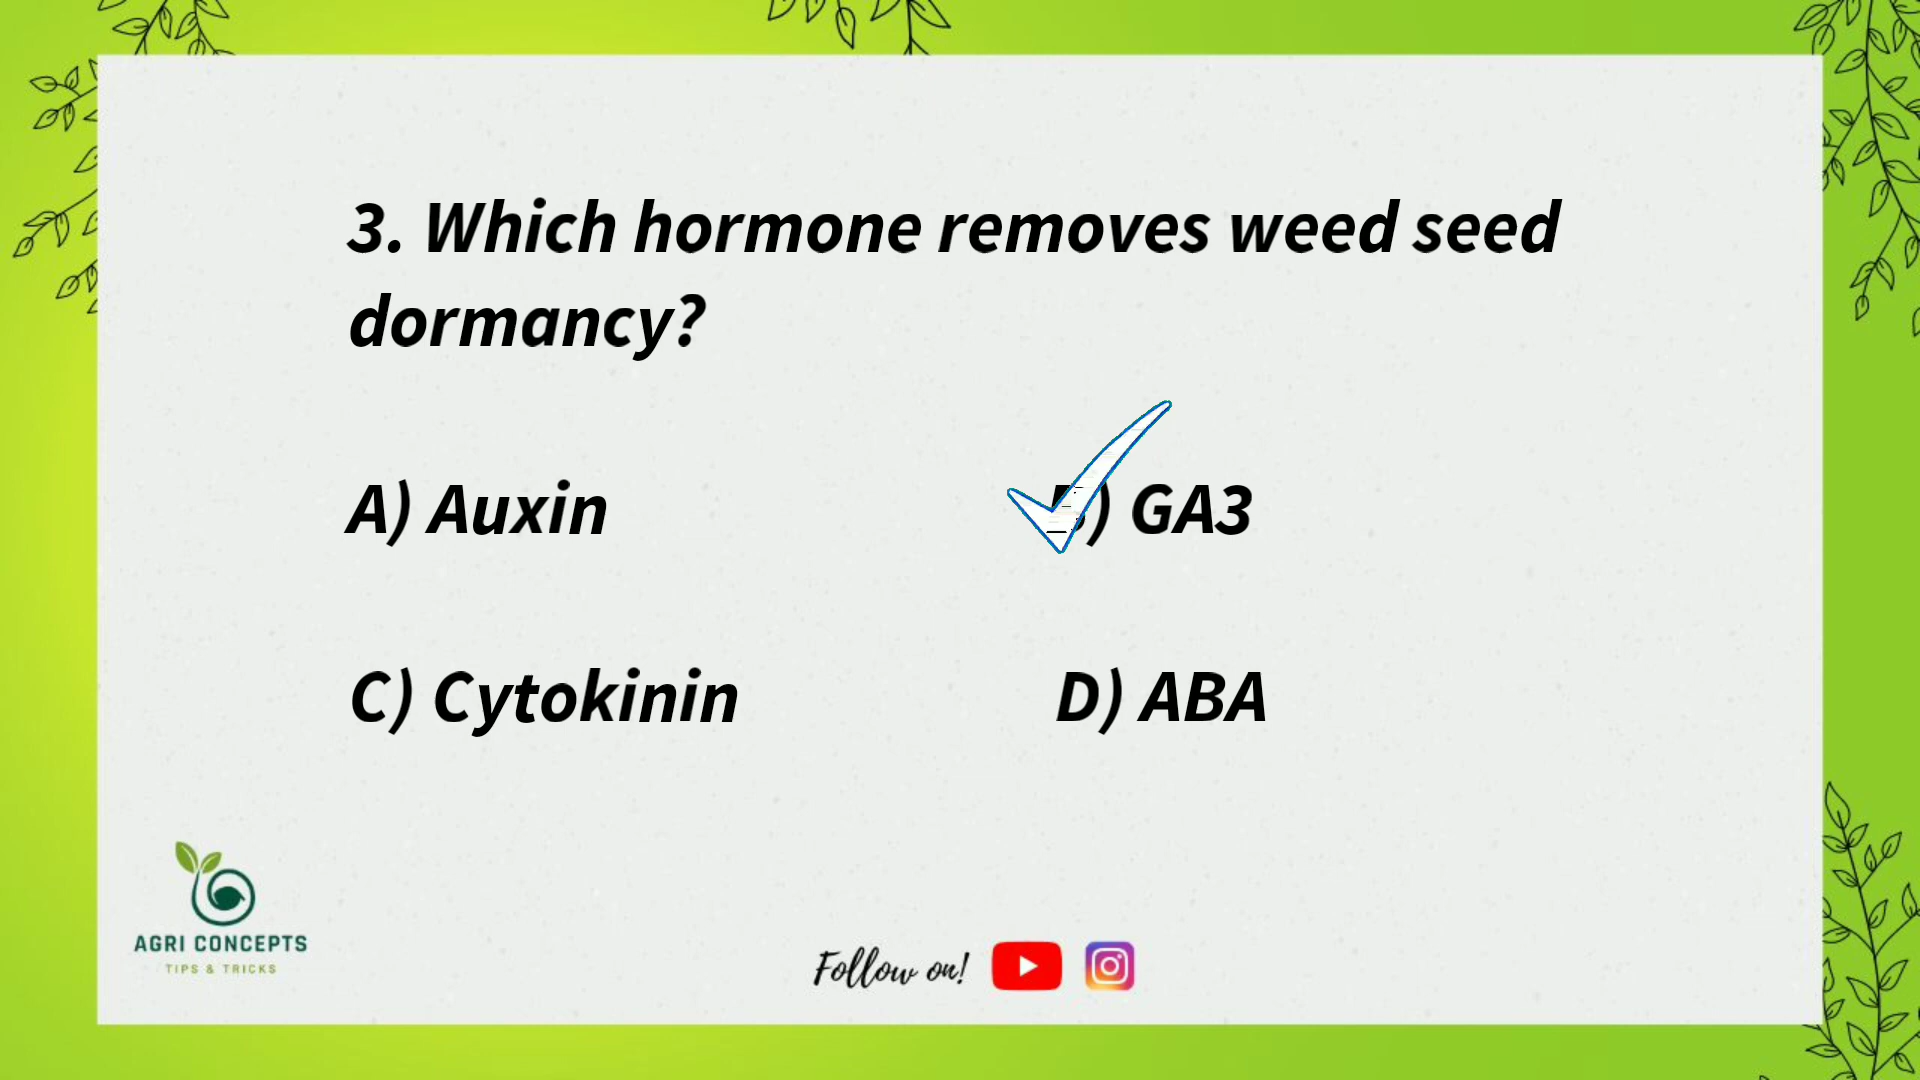 3. Which hormone removes weed seed
dormancy?
A) Auxin
B) GA3
C) Cytokinin
D) ABA
AGRI CONCEPTS
TIPS & TRICKS
Follow on!